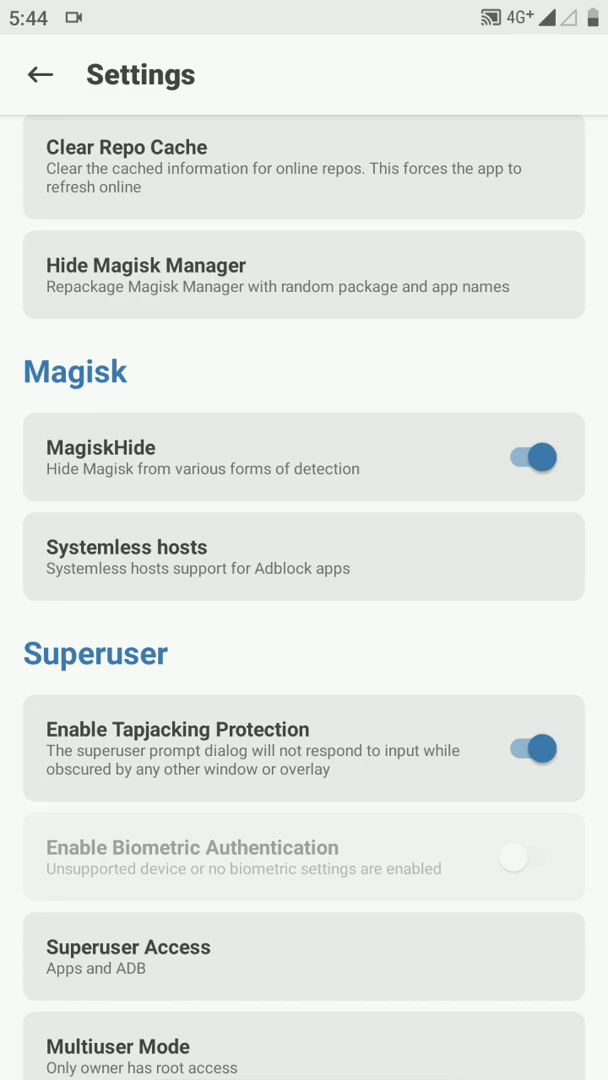 5:44 4G+
Settings
Clear Repo Cache
Clear the cached information for online repos. This forces the app to
refresh online
Hide Magisk Manager
Repackage Magisk Manager with random package and app names
Magisk
MagiskHide
Hide Magisk from various forms of detection
Systemless hosts
Systemless hosts support for Adblock apps
Superuser
Enable Tapjacking Protection
The superuser prompt dialog will not respond to input while
obscured by any other window or overlay
Enable Biometric Authentication
Unsupported device or no biometric settings are enabled
Superuser Access
Apps and ADB
Multiuser Mode
Only owner has root access